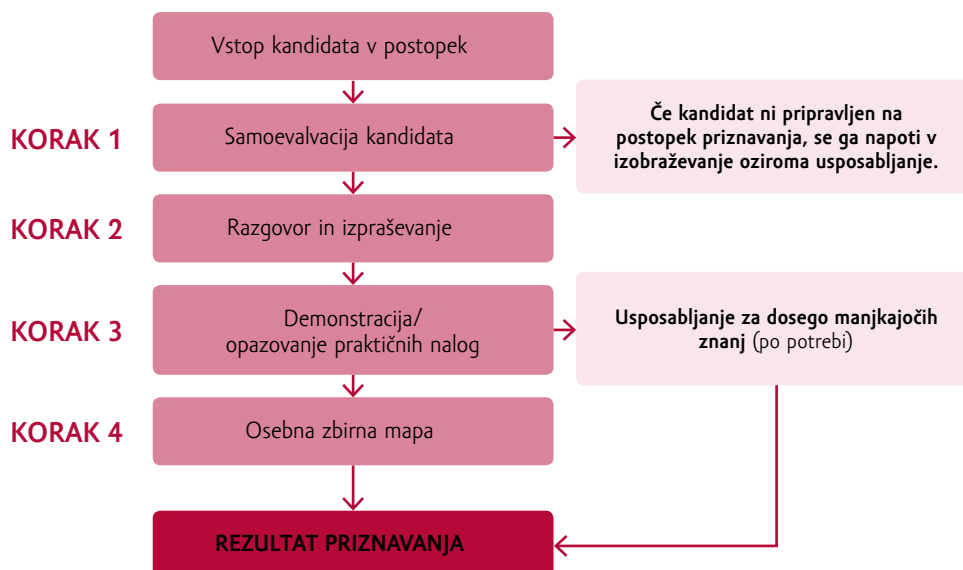 Vstop kandidata v postopek
KORAK 1
Samoevalvacija kandidata
Če kandidat ni pripravljen na
postopek priznavanja, se ga napoti v
izobraževanje oziroma usposabljanje.
KORAK 2
Razgovor in izpraševanje
KORAK 3
Demonstracija/
opazovanje praktičnih nalog
Usposabljanje za dosego manjkajočih
znanj (po potrebi)
KORAK 4
Osebna zbirna mapa
REZULTAT PRIZNAVANJA